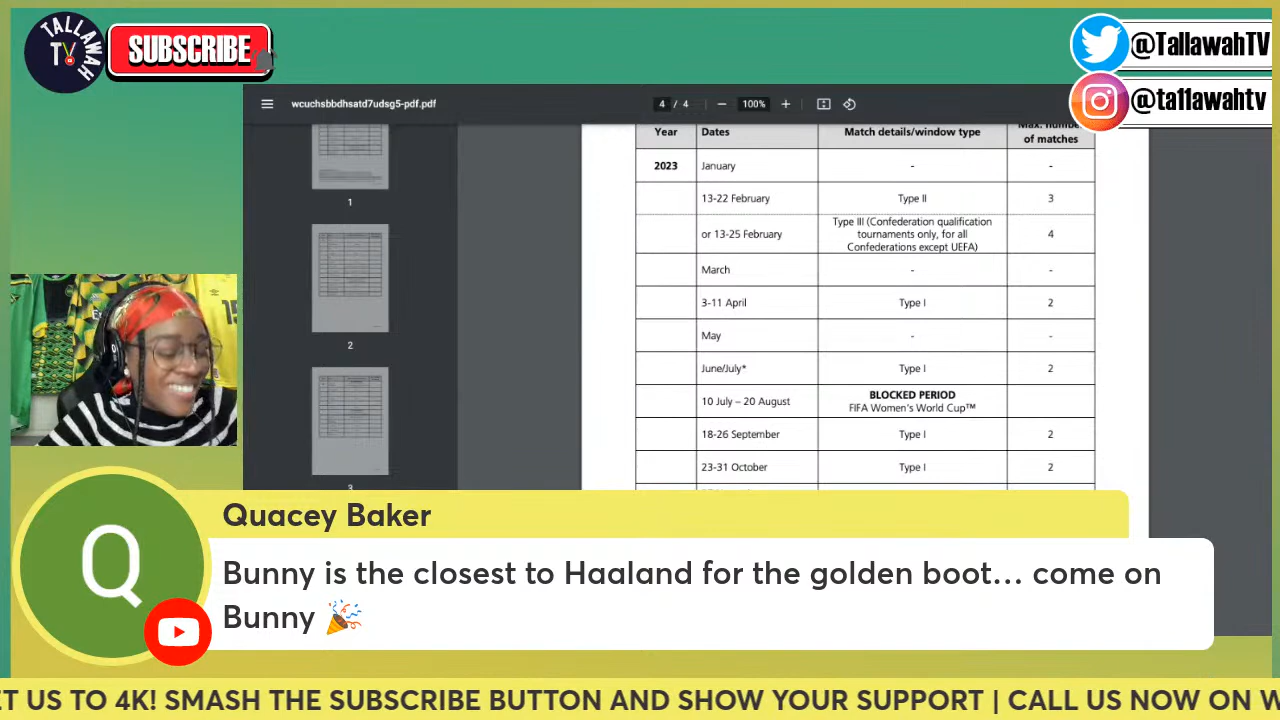 TALLAWAH
TV
SUBSCRIBE
@TallawahTV
@ta11awahtv
wcuchsbbdhsatd7udsg5-pdf.pdf
4 / 4
100%
Year Dates Match details/window type Max. number
of matches
2023 January - -
13-22 February Type II 3
or 13-25 February Type III (Confederation qualification
tournaments only, for all
Confederations except UEFA) 4
March - -
3-11 April Type I 2
May - -
June/July* Type I 2
10 July – 20 August BLOCKED PERIOD
FIFA Women's World Cup™
18-26 September Type I 2
23-31 October Type I 2
1
2
3
15
Q
Quacey Baker
Bunny is the closest to Haaland for the golden boot... come on
Bunny 🎉
ET US TO 4K! SMASH THE SUBSCRIBE BUTTON AND SHOW YOUR SUPPORT | CALL US NOW ON W